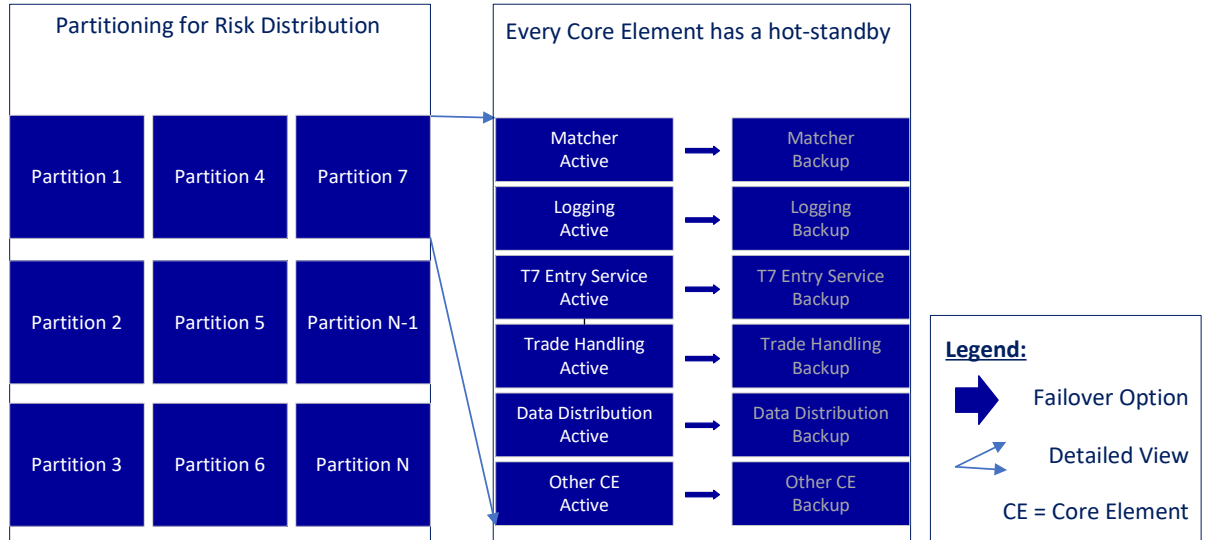 Partitioning for Risk Distribution
Partition 1
Partition 4
Partition 7
Partition 2
Partition 5
Partition N-1
Partition 3
Partition 6
Partition N
Every Core Element has a hot-standby
Matcher
Active
Matcher
Backup
Logging
Active
Logging
Backup
T7 Entry Service
Active
T7 Entry Service
Backup
Trade Handling
Active
Trade Handling
Backup
Data Distribution
Active
Data Distribution
Backup
Other CE
Active
Other CE
Backup
Legend:
Failover Option
Detailed View
CE = Core Element